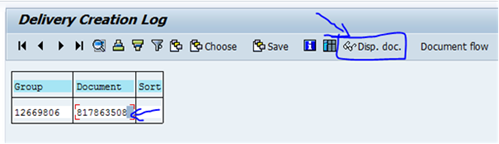 Delivery Creation Log
Choose Save Disp. doc. Document flow
Group Document Sort
12669806 817863508